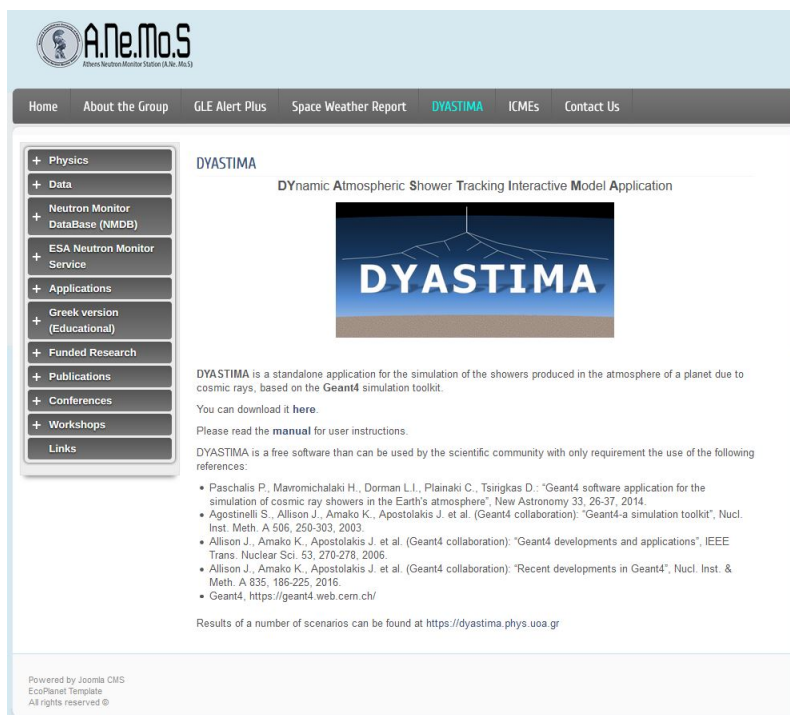 A.Ne.Mo.S
Athens Neutron Monitor Station (A.Ne. Mo.S)
Home About the Group GLE Alert Plus Space Weather Report DYASTIMA ICMEs Contact Us
+ Physics
+ Data
+ Neutron Monitor
DataBase (NMDB)
+ ESA Neutron Monitor
Service
+ Applications
+ Greek version
(Educational)
+ Funded Research
+ Publications
+ Conferences
+ Workshops
Links
DYASTIMA
DYnamic Atmospheric Shower Tracking Interactive Model Application
DYASTIMA
DYASTIMA is a standalone application for the simulation of the showers produced in the atmosphere of a planet due to
cosmic rays, based on the Geant4 simulation toolkit.
You can download it here.
Please read the manual for user instructions.
DYASTIMA is a free software than can be used by the scientific community with only requirement the use of the following
references:
• Paschalis P., Mavromichalaki H., Dorman L.I., Plainaki C., Tsirigkas D.: “Geant4 software application for the
simulation of cosmic ray showers in the Earth's atmosphere”, New Astronomy 33, 26-37, 2014.
• Agostinelli S., Allison J., Amako K., Apostolakis J. et al. (Geant4 collaboration): “Geant4-a simulation toolkit”, Nucl.
Inst. Meth. A 506, 250-303, 2003.
• Allison J., Amako K., Apostolakis J. et al. (Geant4 collaboration): “Geant4 developments and applications”, IEEE
Trans. Nuclear Sci. 53, 270-278, 2006.
• Allison J., Amako K., Apostolakis J. et al. (Geant4 collaboration): “Recent developments in Geant4”, Nucl. Inst. &
Meth. A 835, 186-225, 2016.
• Geant4, https://geant4.web.cern.ch/
Results of a number of scenarios can be found at https://dyastima.phys.uoa.gr
Powered by Joomla CMS
EcoPlanet Template
All rights reserved ©